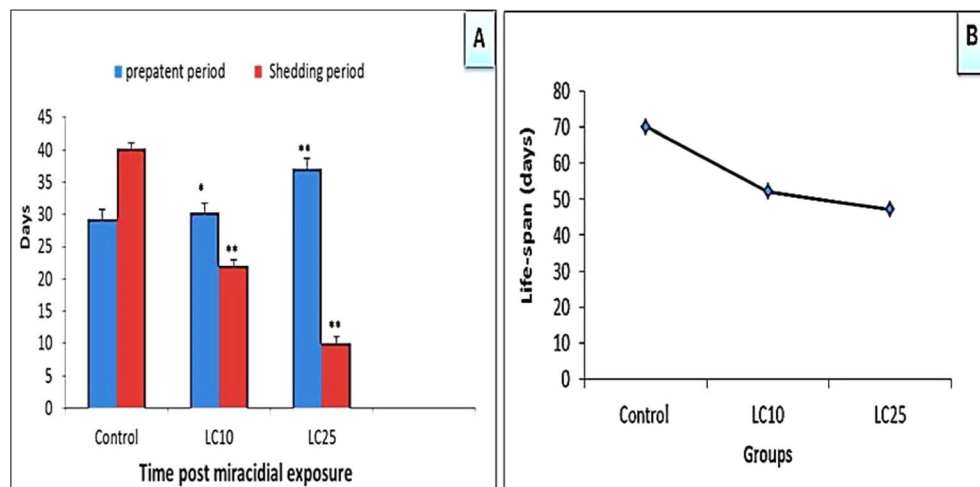 A
prepatent period Shedding period
45
40
35
30
25
20
15
10
5
0
Days
* ** ** **
Control LC10 LC25
Time post miracidial exposure
B
80
70
60
50
40
30
20
10
0
Life-span (days)
Control LC10 LC25
Groups